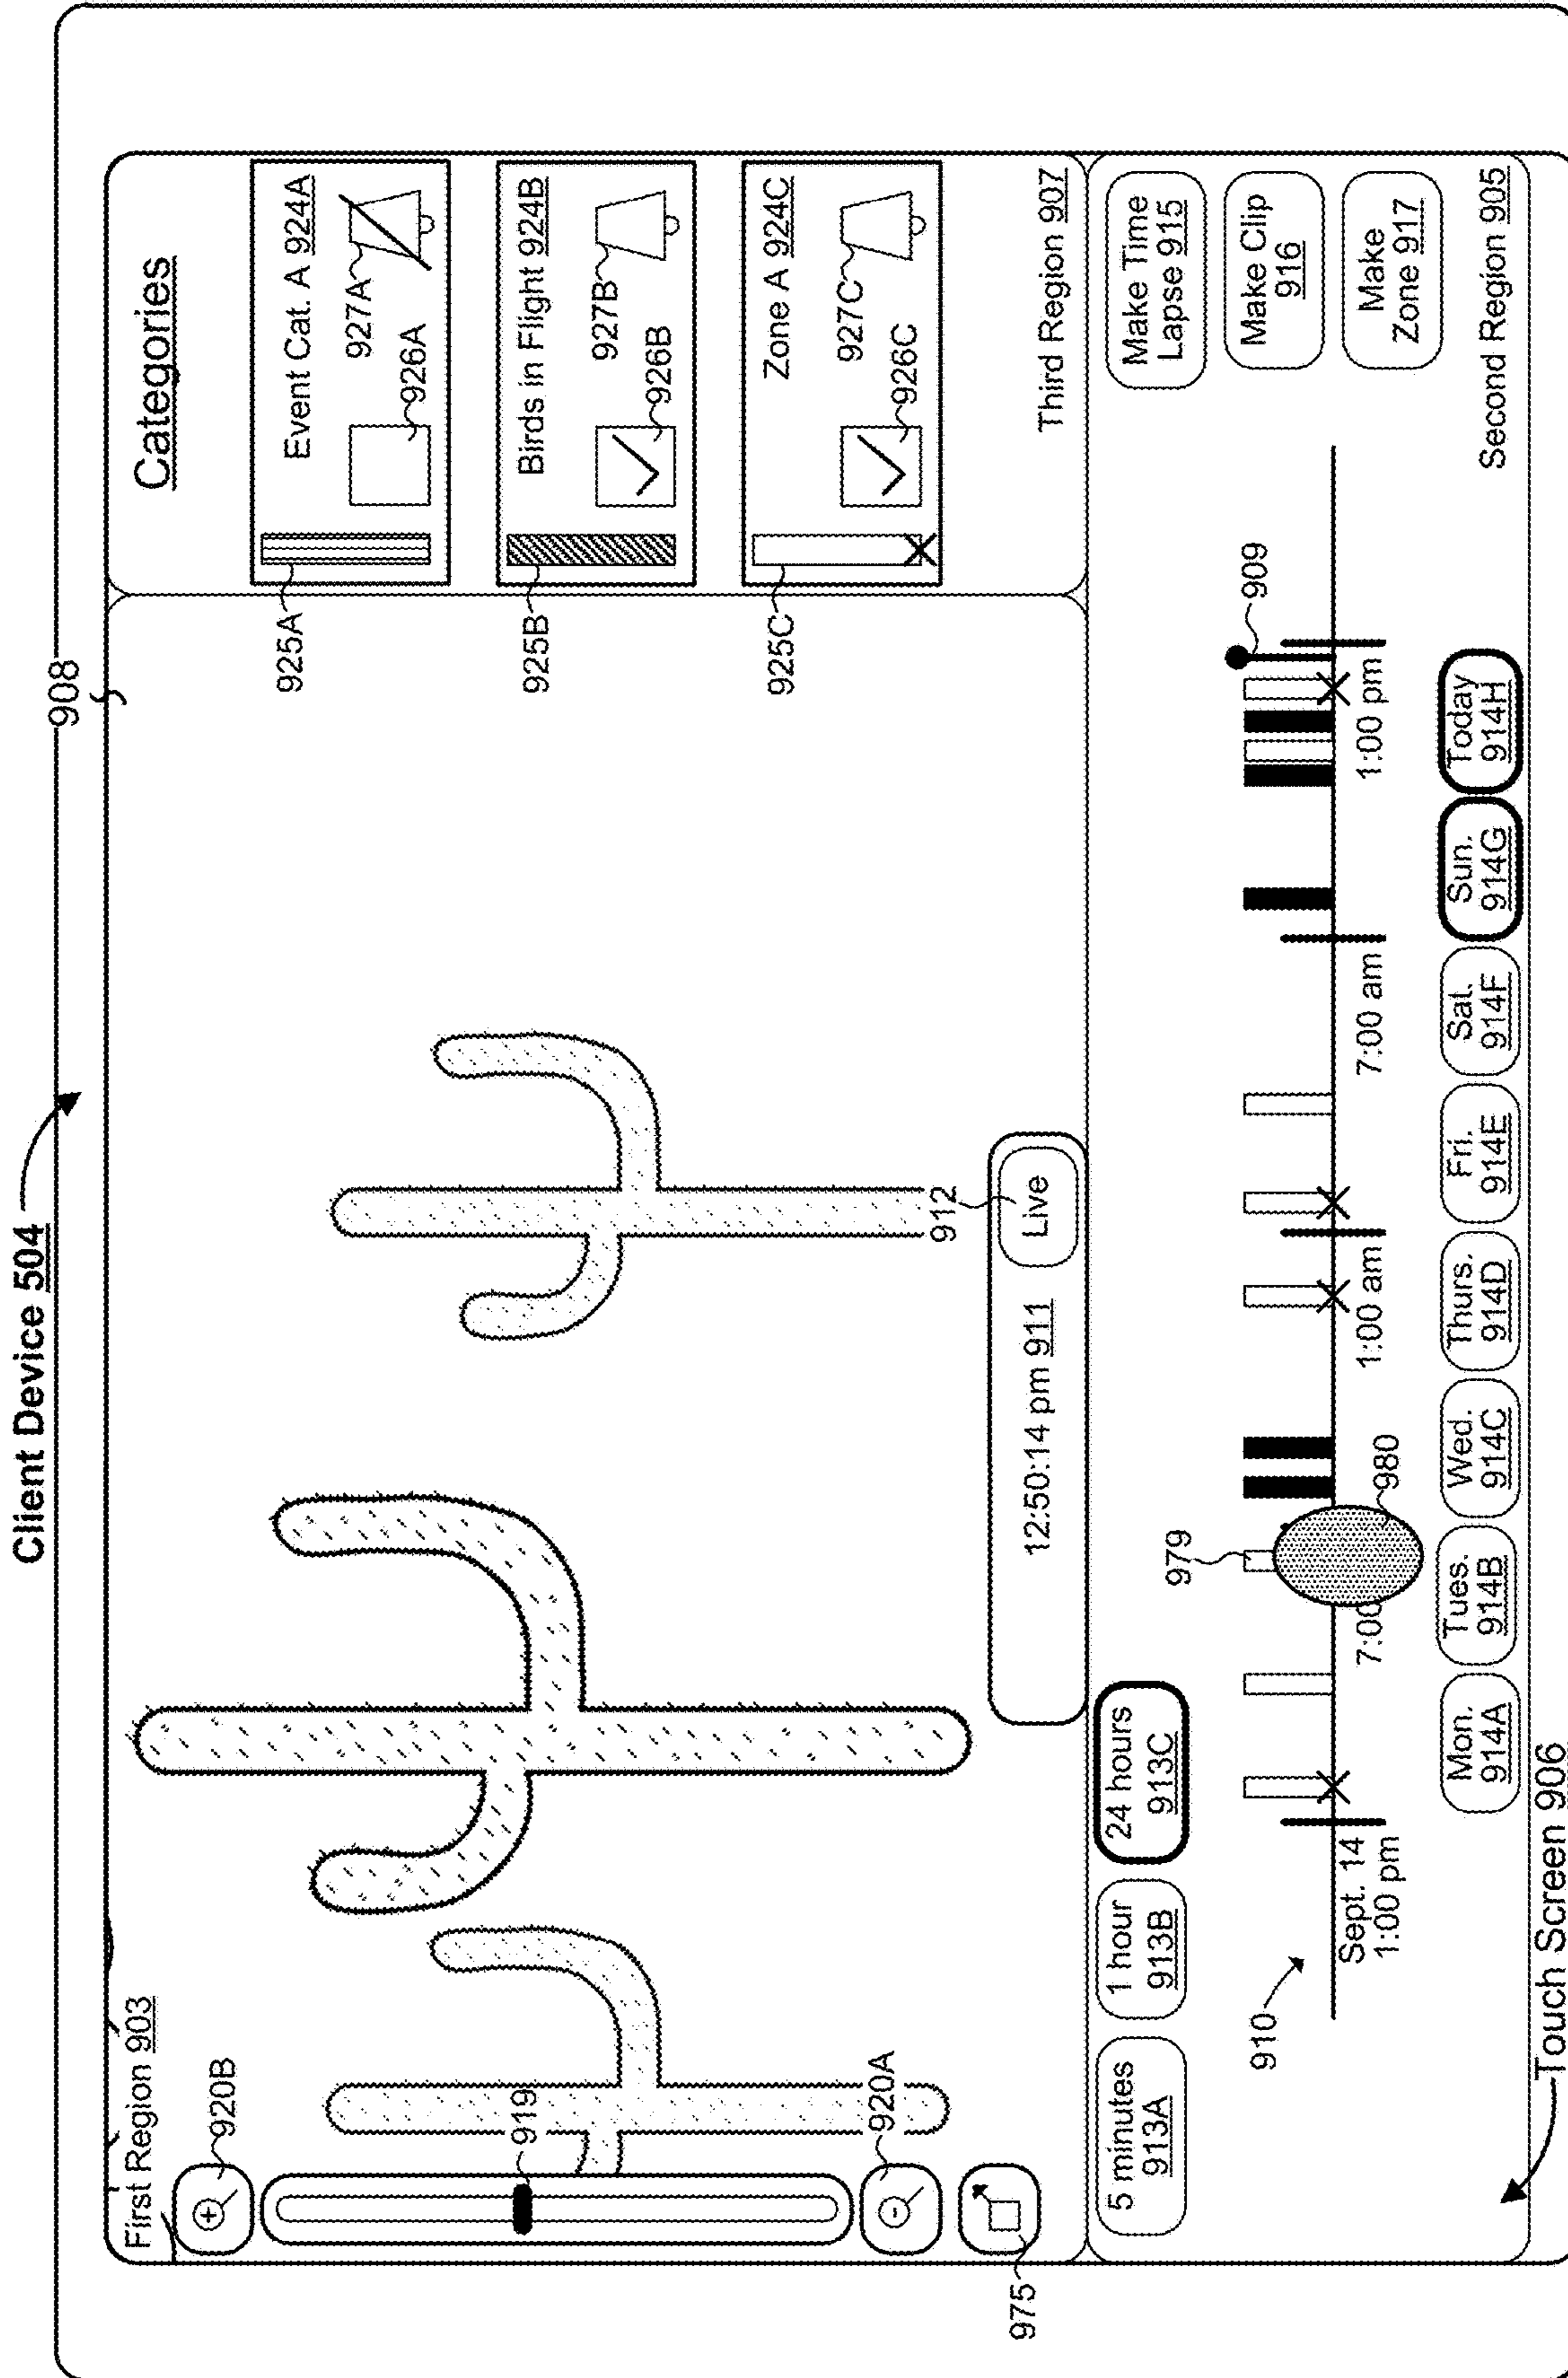 Client Device 504
908
First Region 903
920B
919
920A
975
912
12:50:14 pm 911
Live
Categories
925A
Event Cat. A 924A
927A
926A
925B
Birds in Flight 924B
927B
926B
925C
Zone A 924C
927C
926C
Third Region 907
5 minutes
913A
1 hour
913B
24 hours
913C
Make Time
Lapse 915
Make Clip
916
Make
Zone 917
910
979
980
909
Sept. 14
1:00 pm
7:00
1:00 am
7:00 am
1:00 pm
Mon.
914A
Tues.
914B
Wed.
914C
Thurs.
914D
Fri.
914E
Sat.
914F
Sun.
914G
Today
914H
Second Region 905
Touch Screen 906